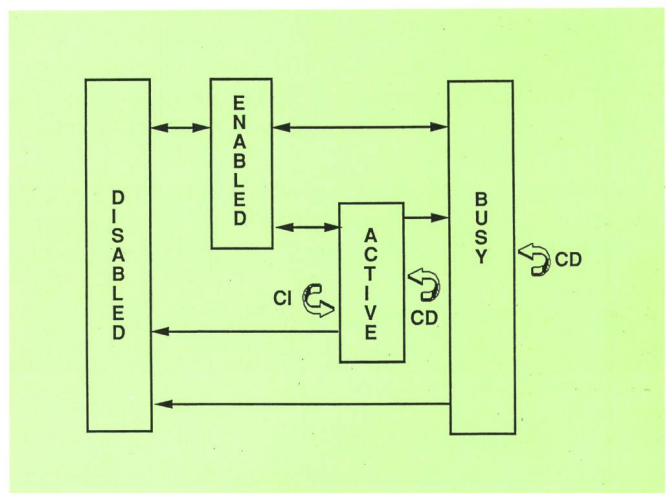 DISABLED
ENABLED
ACTIVE
BUSY
CI
CD
CD